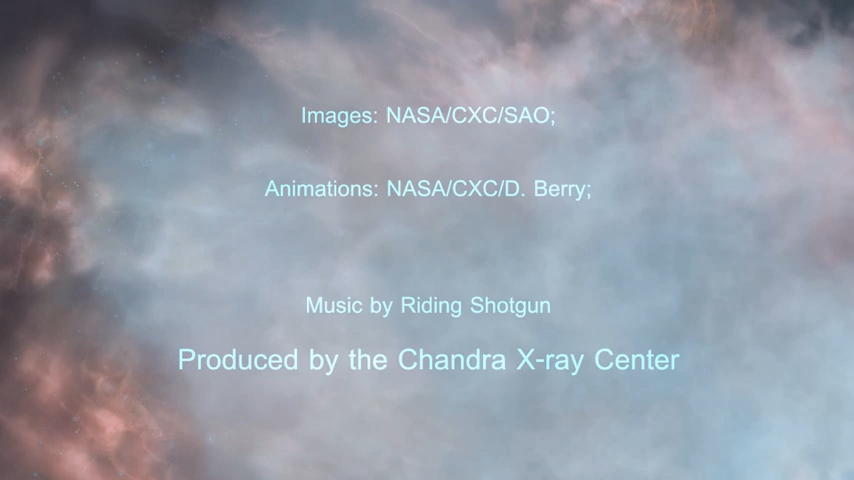 Images: NASA/CXC/SAO;
Animations: NASA/CXC/D. Berry;
Music by Riding Shotgun
Produced by the Chandra X-ray Center